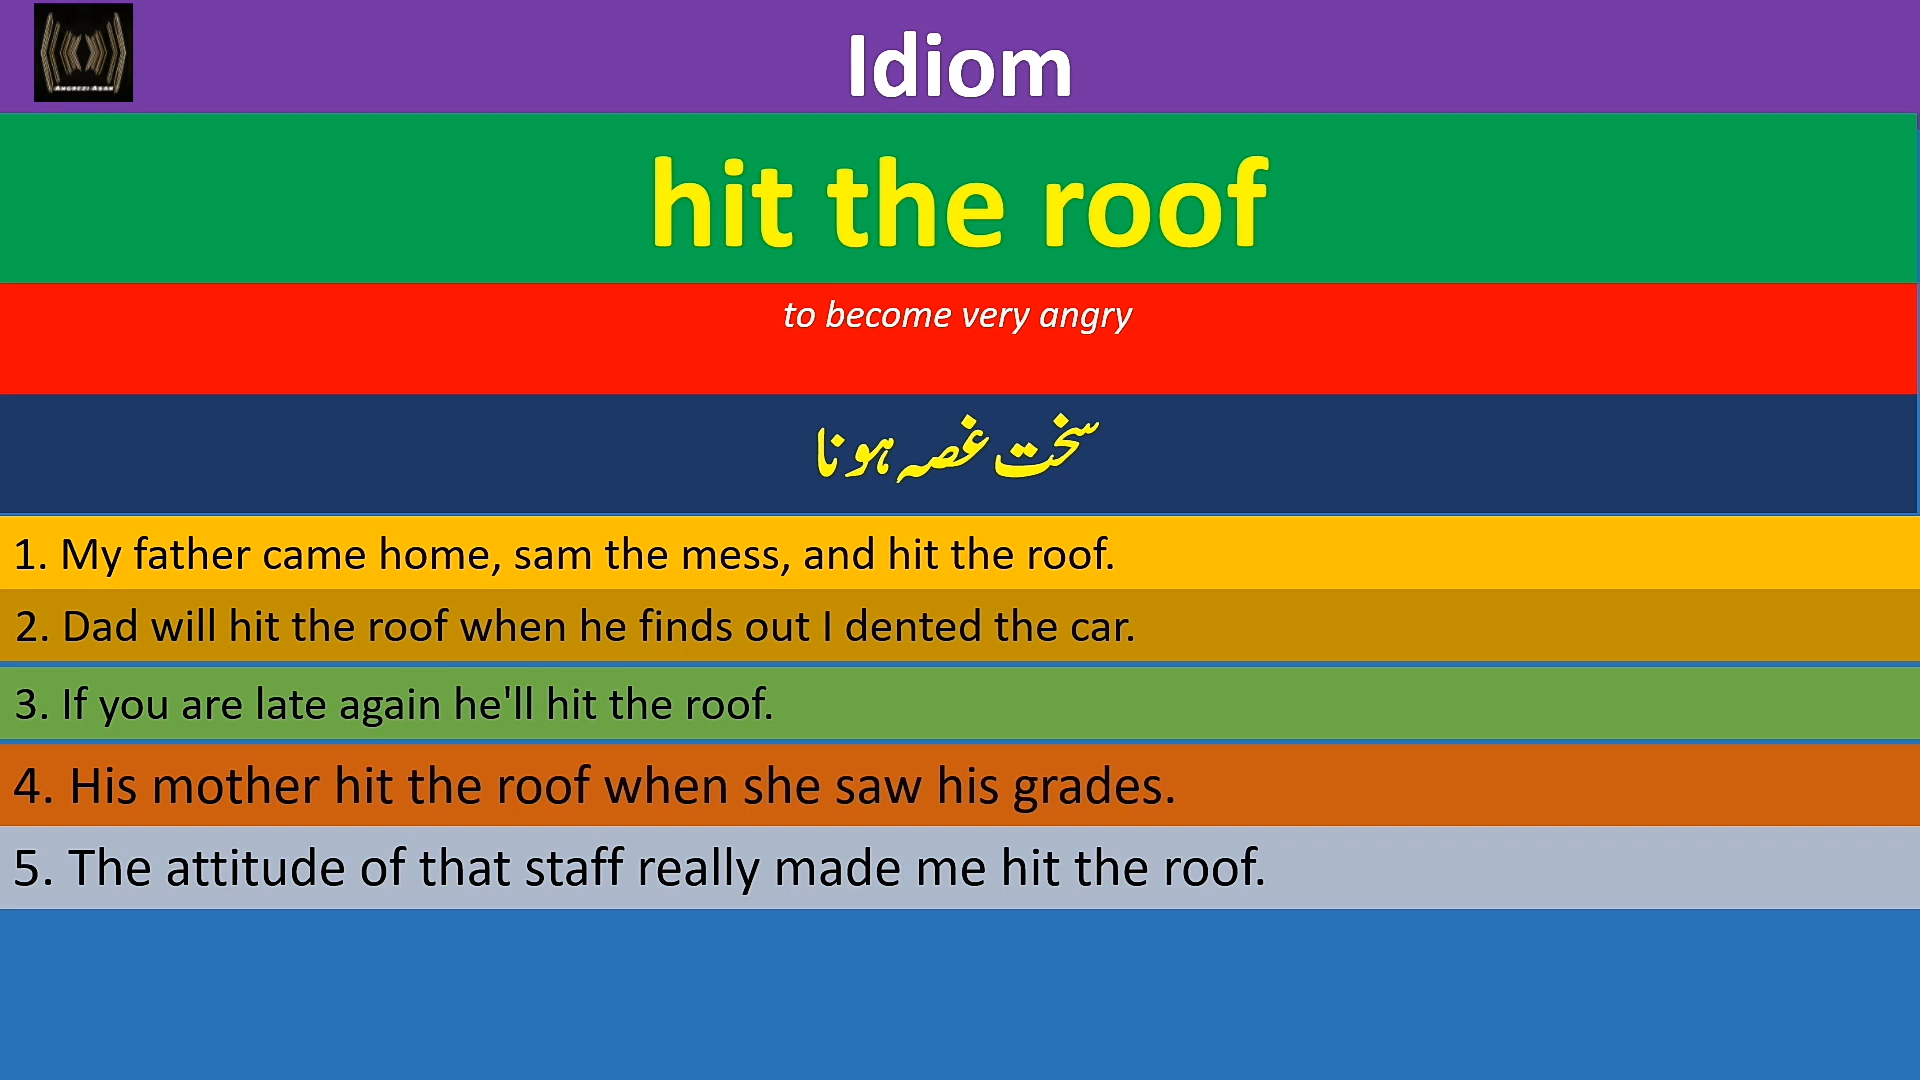 Angrezi Asan
Idiom
hit the roof
to become very angry
سخت غصہ ہونا
1. My father came home, sam the mess, and hit the roof.
2. Dad will hit the roof when he finds out I dented the car.
3. If you are late again he'll hit the roof.
4. His mother hit the roof when she saw his grades.
5. The attitude of that staff really made me hit the roof.